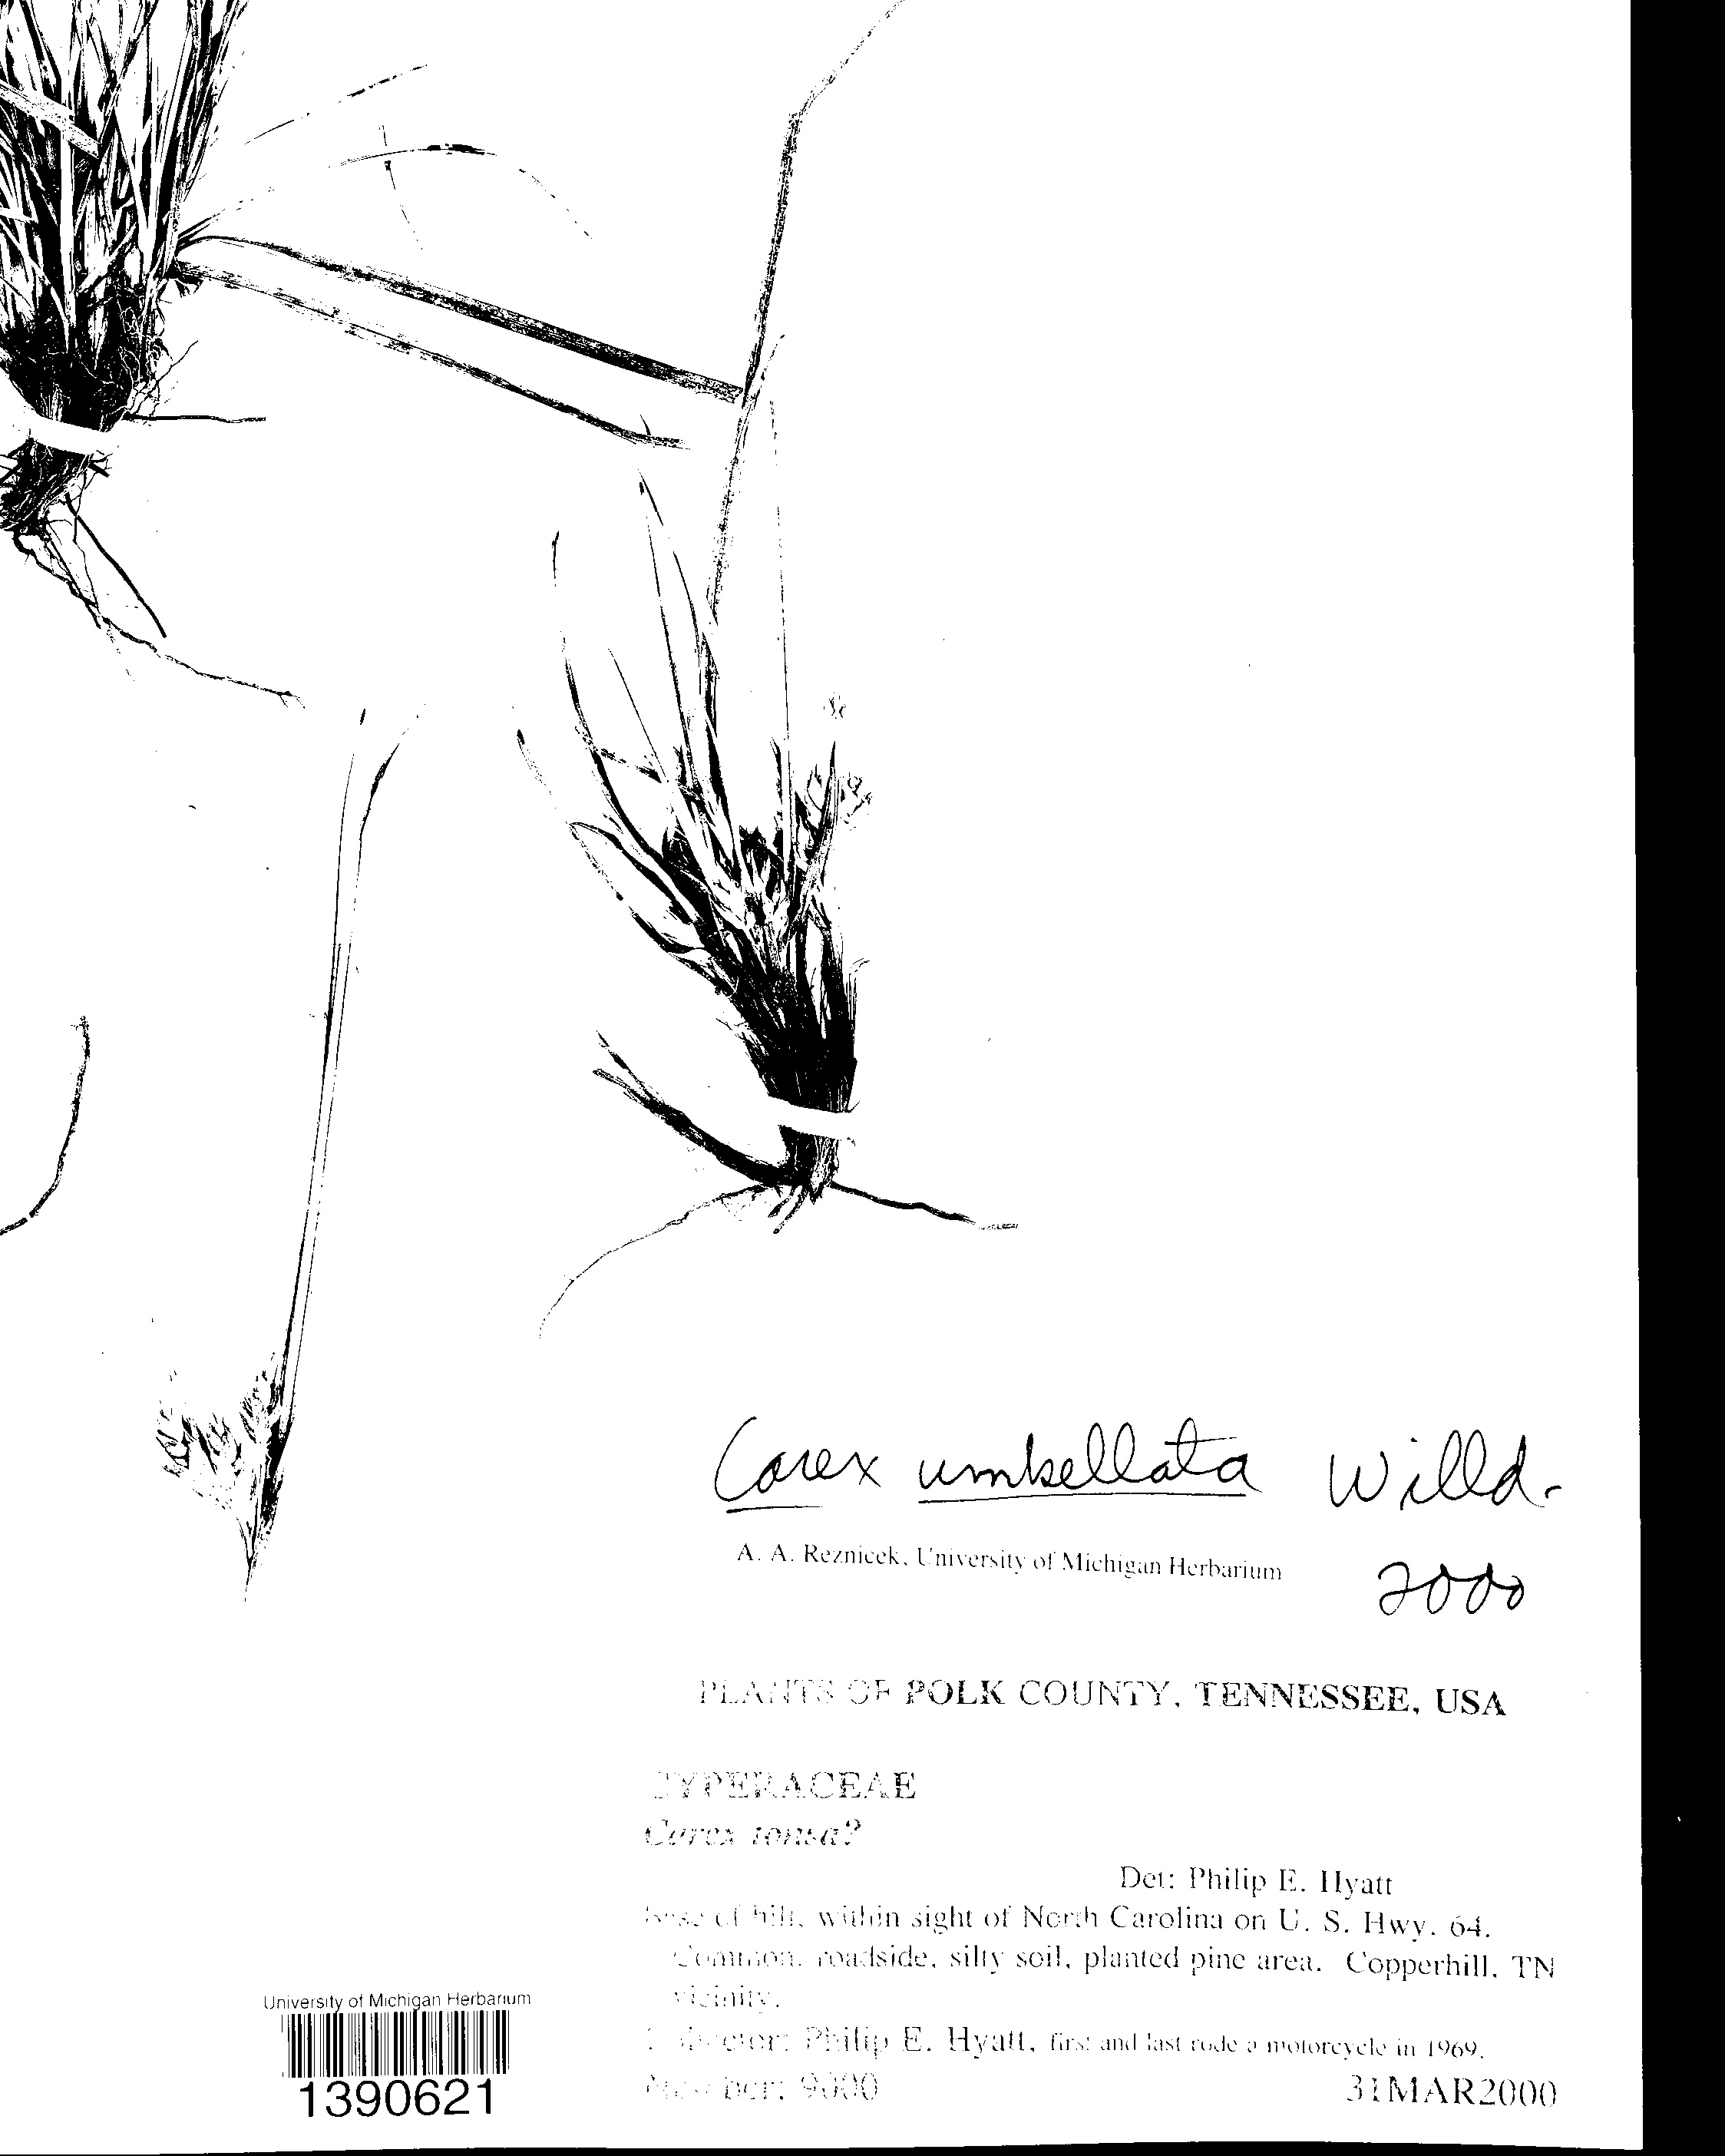 Carex umbellata Willd.
A. A. Reznicek, University of Michigan Herbarium
2000
PLANTS OF POLK COUNTY, TENNESSEE, USA
CYPERACEAE
Carex tonsa?
Det: Philip E. Hyatt
Base of hill, within sight of North Carolina on U. S. Hwy. 64.
Common, roadside, silty soil, planted pine area. Copperhill, TN
vicinity.
Collector: Philip E. Hyatt, first and last rode a motorcycle in 1969.
Number: 9000 31MAR2000
University of Michigan Herbarium
1390621